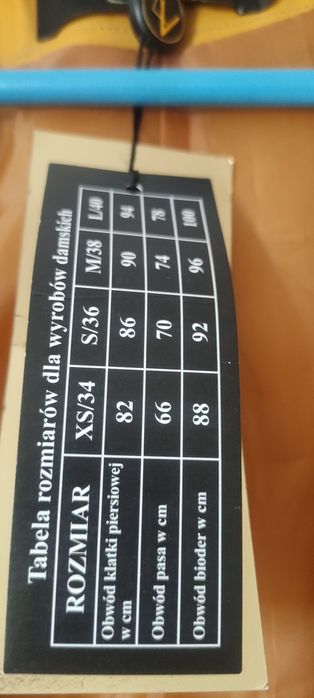 Tabela rozmiarów dla wyrobów damskich
ROZMIAR XS/34 S/36 M/38 L/40
Obwód klatki piersiowej
w cm 82 86 90 94
Obwód pasa w cm 66 70 74 78
Obwód bioder w cm 88 92 96 100